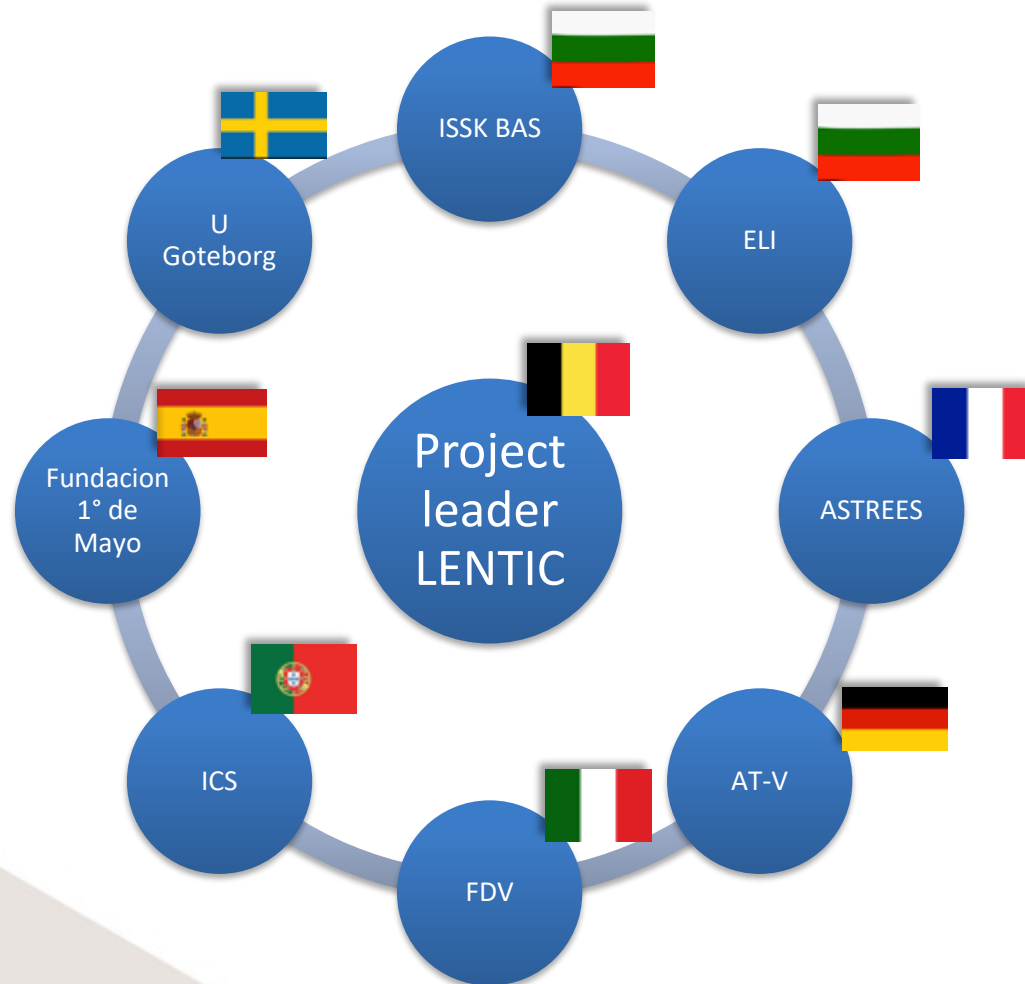 ISSK BAS
ELI
ASTREES
AT-V
FDV
ICS
Fundacion
1° de
Mayo
U
Goteborg
Project
leader
LENTIC